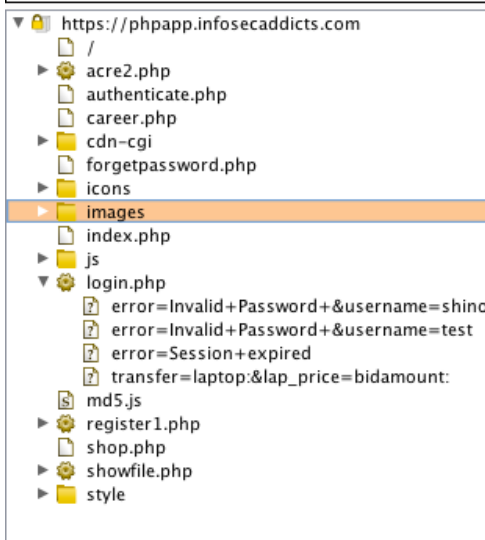 https://phpapp.infosecaddicts.com
/
acre2.php
authenticate.php
career.php
cdn-cgi
forgetpassword.php
icons
images
index.php
js
login.php
error=Invalid+Password+&username=shino
error=Invalid+Password+&username=test
error=Session+expired
transfer=laptop:&lap_price=bidamount:
md5.js
register1.php
shop.php
showfile.php
style